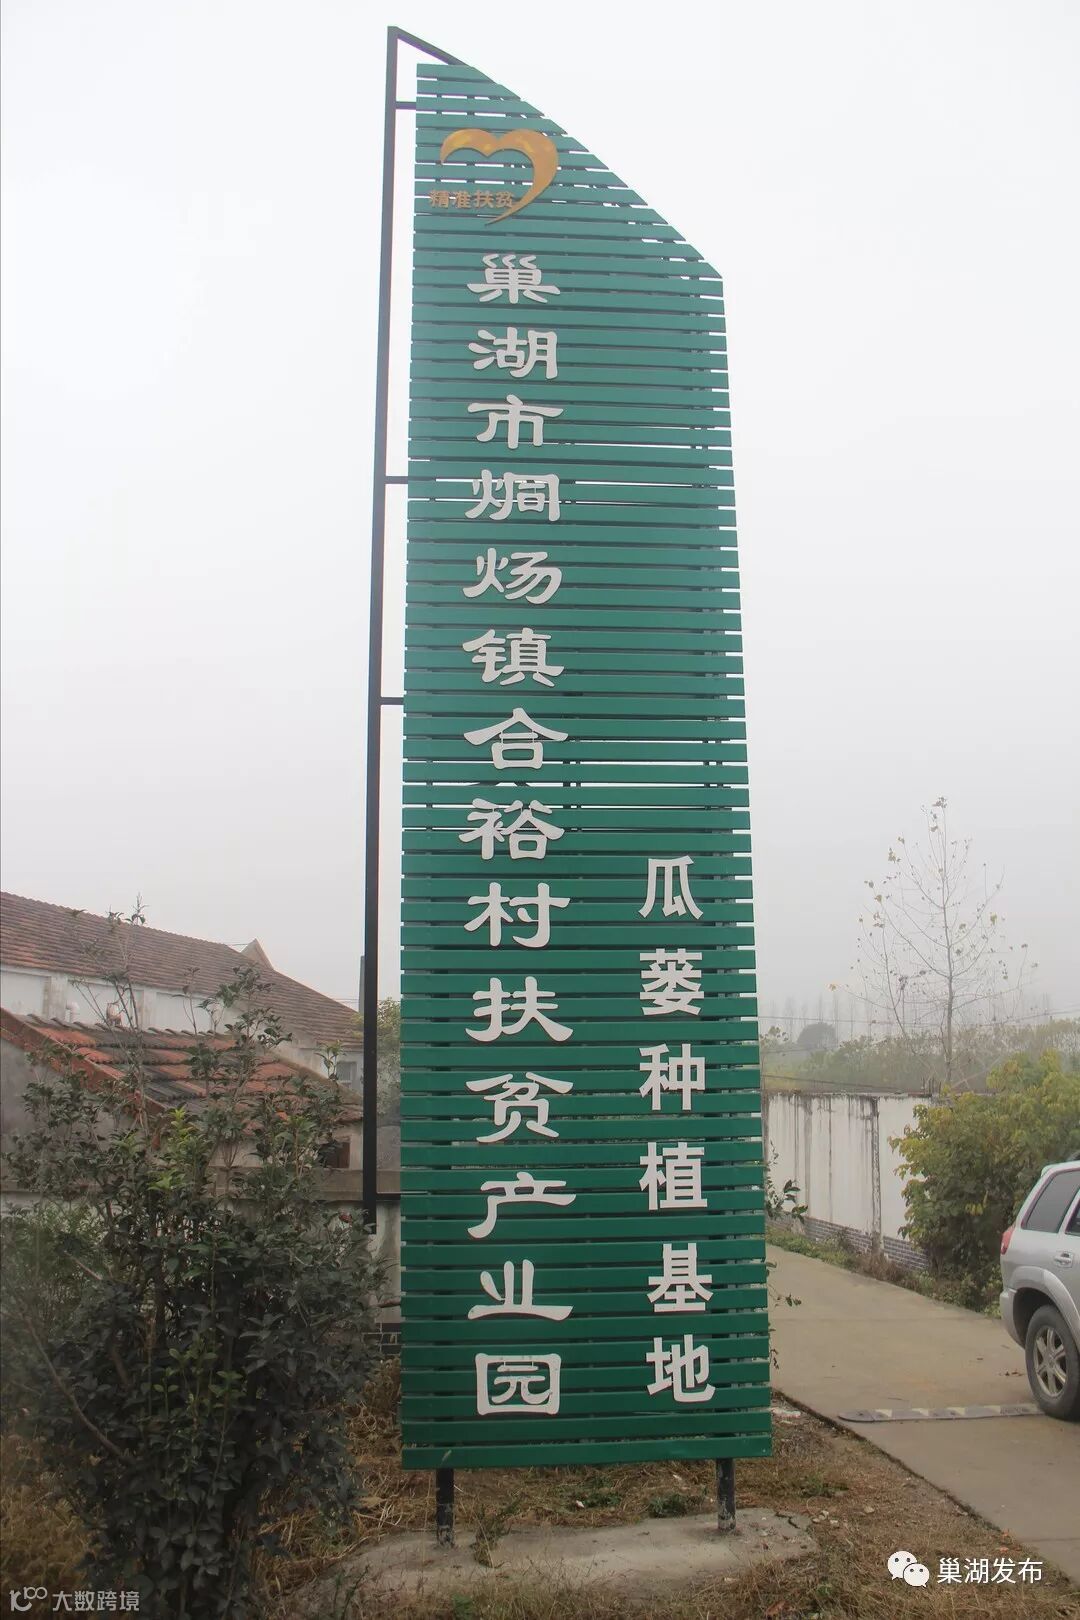 精准扶贫
巢湖市烔炀镇合裕村扶贫产业园
瓜蒌种植基地
巢湖发布
大数跨境